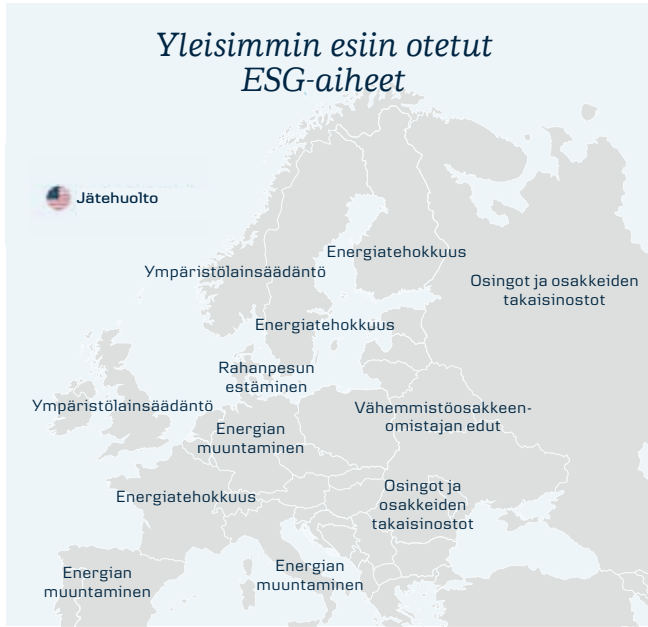 Yleisimmin esiin otetut
ESG-aiheet
Jätehuolto
Energiatehokkuus
Ympäristölainsäädäntö
Osingot ja osakkeiden
takaisinostot
Energiatehokkuus
Rahanpesun
estäminen
Ympäristölainsäädäntö
Vähemmistöosakkeen-
omistajan edut
Energian
muuntaminen
Energiatehokkuus
Osingot ja
osakkeiden
takaisinostot
Energian
muuntaminen
Energian
muuntaminen